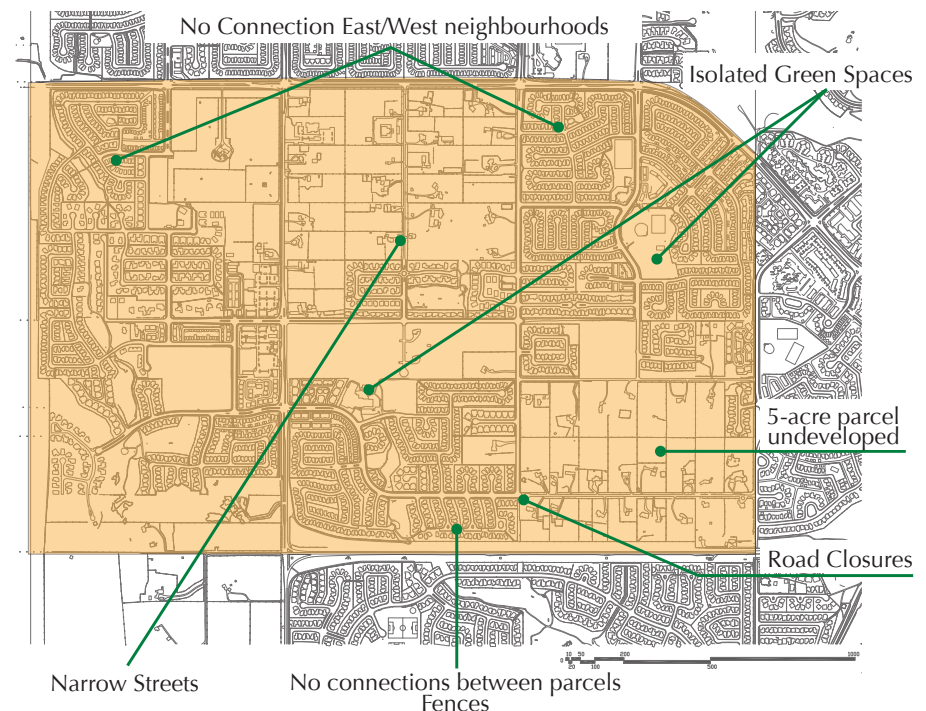 No Connection East/West neighbourhoods
Isolated Green Spaces
5-acre parcel
undeveloped
Road Closures
Narrow Streets
No connections between parcels
Fences
10 50 200 1000
0
20 100 500